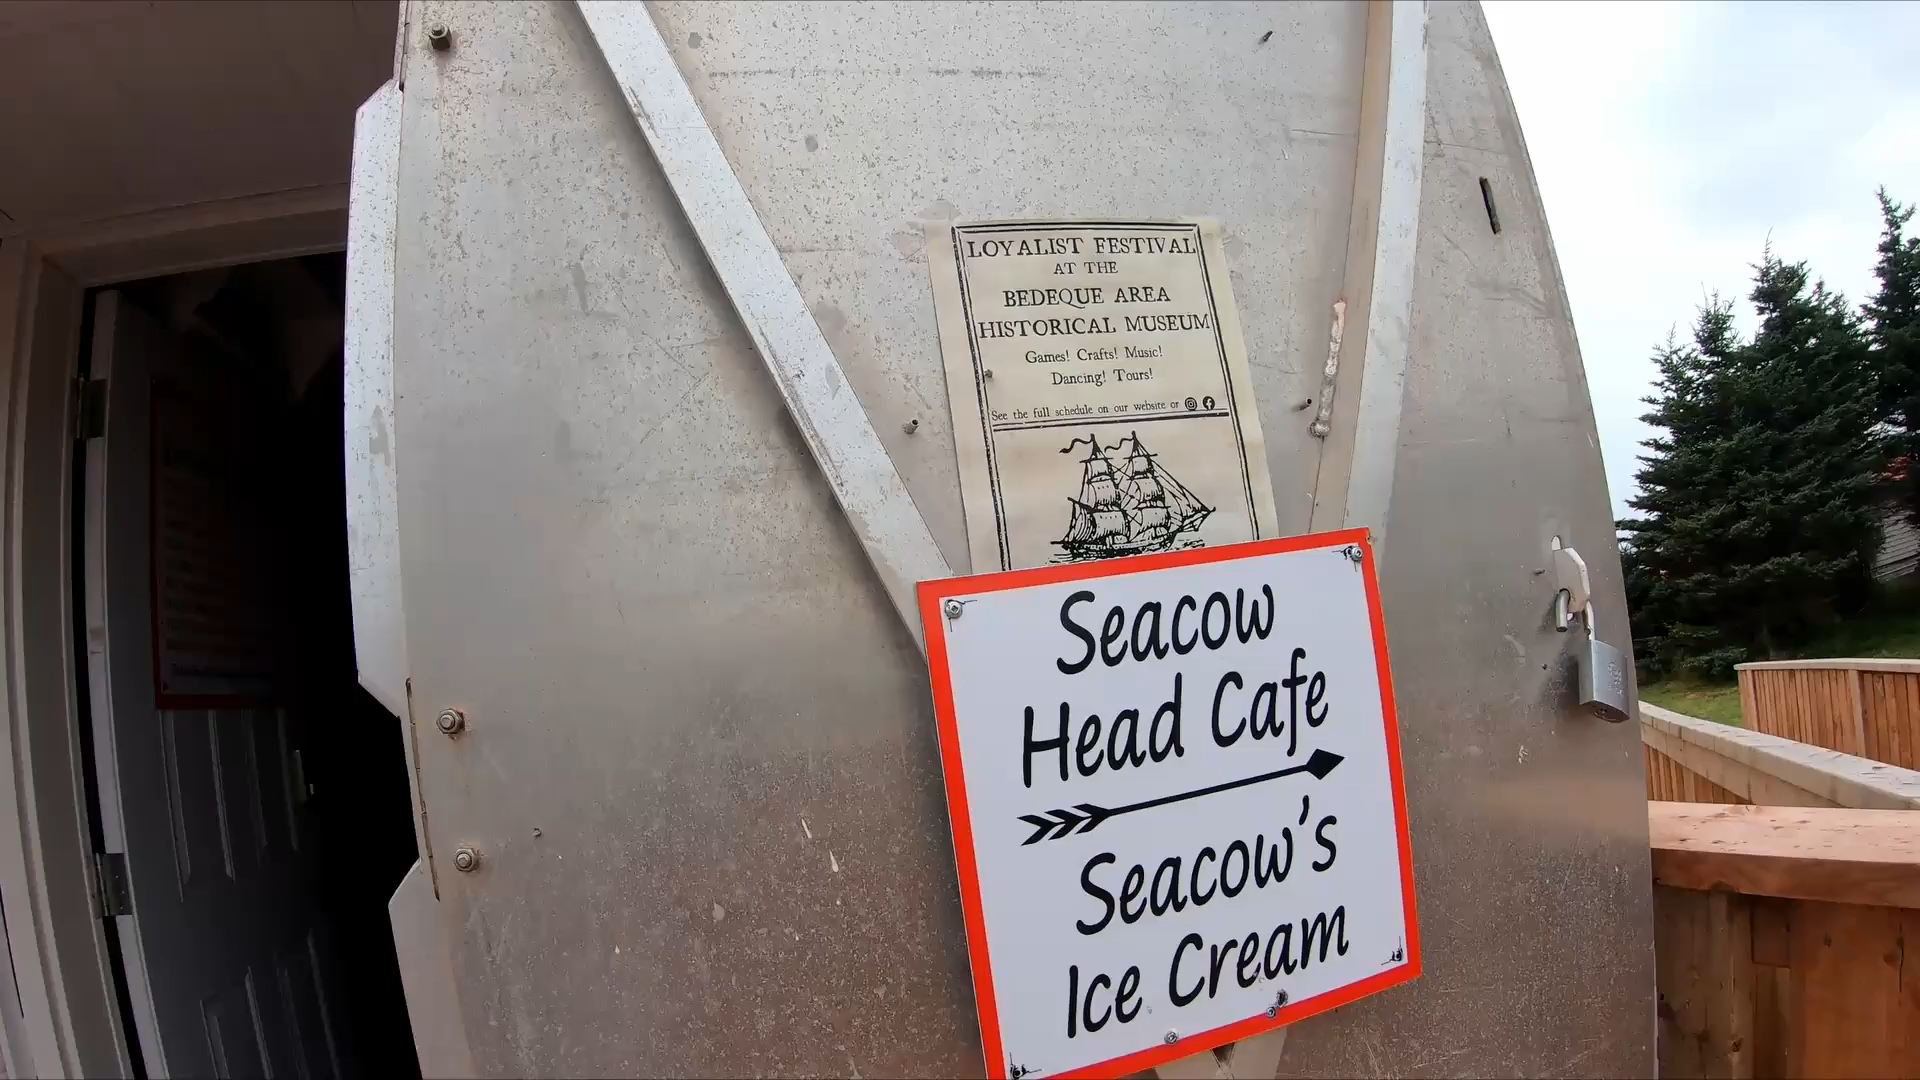 LOYALIST FESTIVAL
AT THE
BEDEQUE AREA
HISTORICAL MUSEUM
Games! Crafts! Music!
Dancing! Tours!
See the full schedule on our website or
Seacow
Head Cafe
Seacow's
Ice Cream